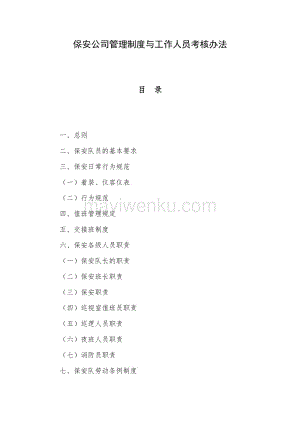 保安公司管理制度与工作人员考核办法
目 录
一、总则
二、保安队员的基本要求
三、保安日常行为规范
（一）着装、仪容仪表
（二）行为规范
四、值班管理规定
五、交接班制度
六、保安各级人员职责
（一）保安队长的职责
（二）保安班长职责
（三）保安职责
（四）监视室值班员职责
（五）巡逻人员职责
（六）夜班人员职责
（七）消防员职责
七、保安队劳动条例制度
mayiwenku.com